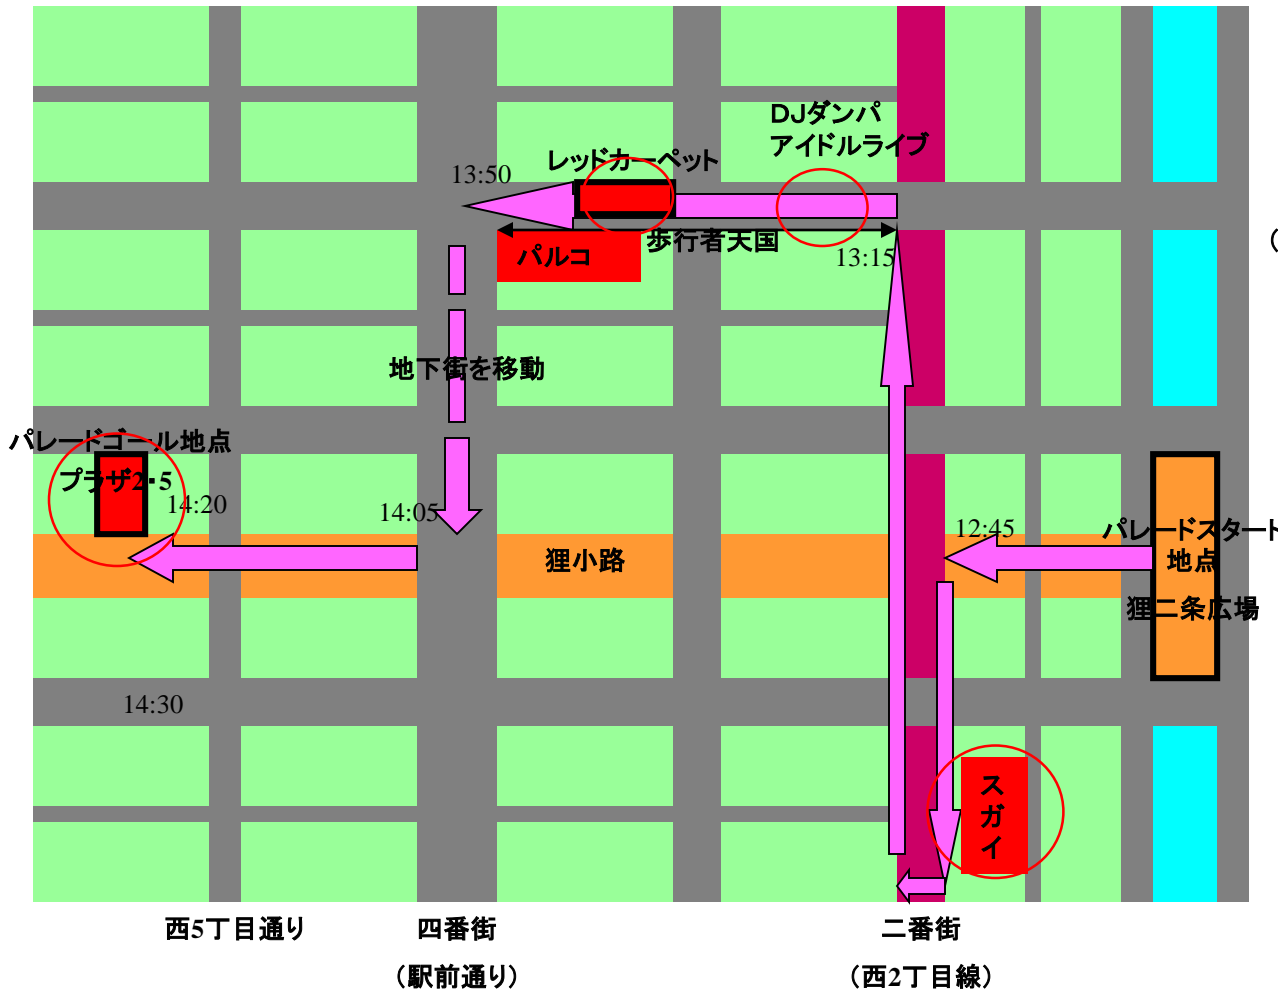 DJダンパ
アイドルライブ
レッドカーペット
13:50
歩行者天国
パルコ
13:15
（
地下街を移動
パレードゴール地点
プラザ2・5
14:20
14:05
12:45
パレードスタート
地点
狸小路
狸二条広場
14:30
スガイ
西5丁目通り
四番街
（駅前通り）
二番街
（西2丁目線）